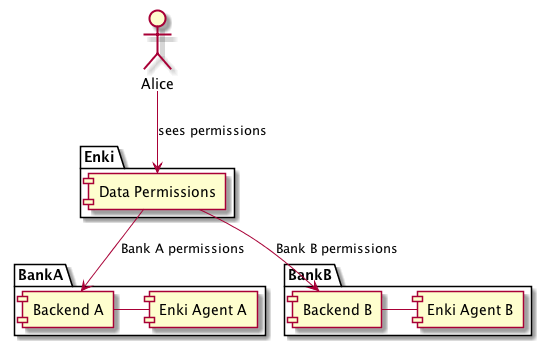 Alice
sees permissions
Enki
Data Permissions
Bank A permissions
Bank B permissions
BankA
Backend A
Enki Agent A
BankB
Backend B
Enki Agent B